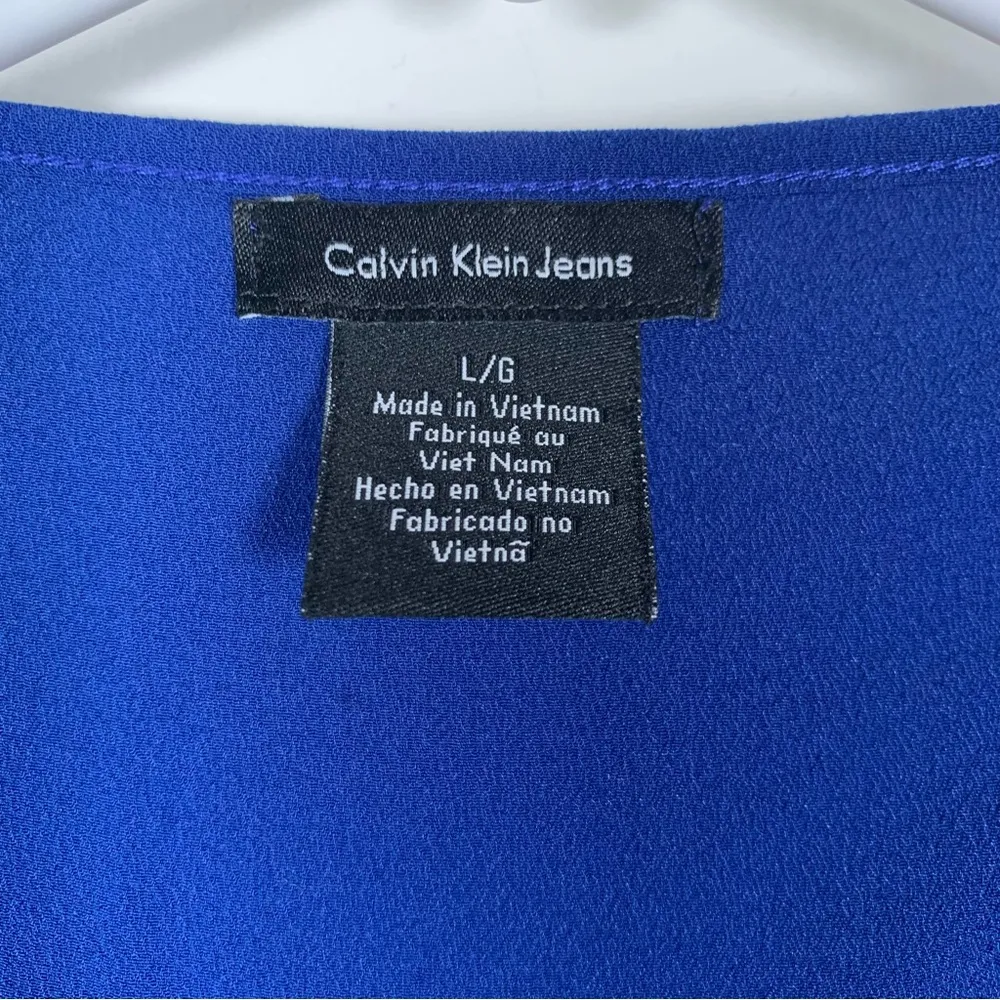 Calvin Klein Jeans
L/G
Made in Vietnam
Fabriqué au
Viet Nam
Hecho en Vietnam
Fabricado no
Vietnã